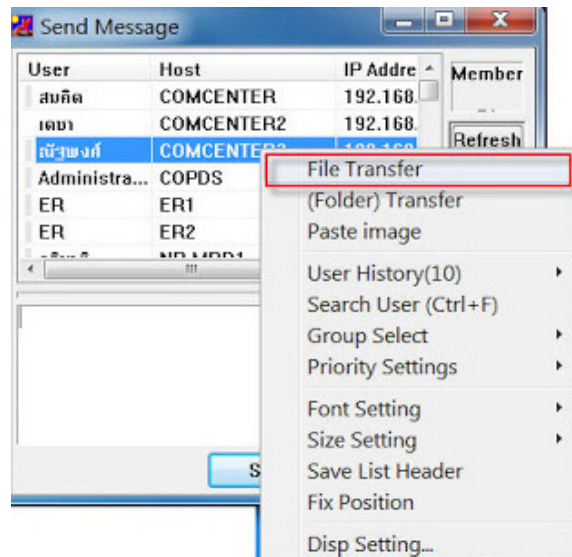 Send Message
User Host IP Addre Member
สมคิด COMCENTER 192.168.
เดบา COMCENTER2 192.168.
ณัฐพงศ์ Refresh
Administra... COPDS
ER ER1
ER ER2
File Transfer
(Folder) Transfer
Paste image
User History(10)
Search User (Ctrl+F)
Group Select
Priority Settings
Font Setting
Size Setting
Save List Header
Fix Position
Disp Setting...
S